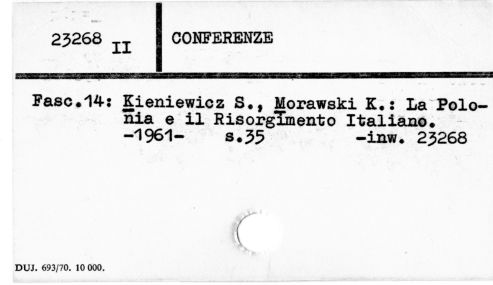 23268 II CONFERENZE
Fasc.14: Kieniewicz S., Morawski K.: La Polo-
nia e il Risorgimento Italiano.
-1961- s.35 -inw. 23268
DUJ. 693/70. 10 000.